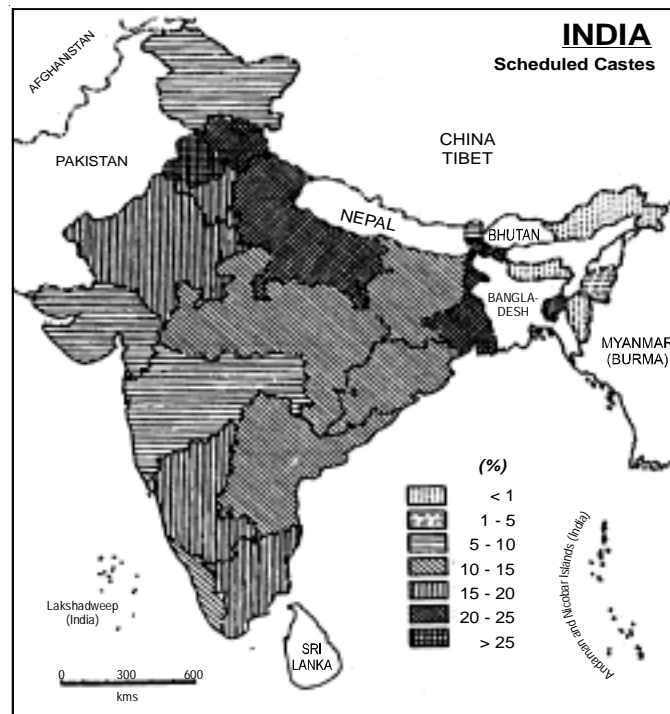 INDIA
Scheduled Castes
AFGHANISTAN
PAKISTAN
CHINA
TIBET
NEPAL
BHUTAN
BANGLA-
DESH
MYANMAR
(BURMA)
(%)
< 1
1 - 5
5 - 10
10 - 15
15 - 20
20 - 25
> 25
Lakshadweep
(India)
Andaman and Nicobar Islands (India)
SRI
LANKA
0 300 600
kms